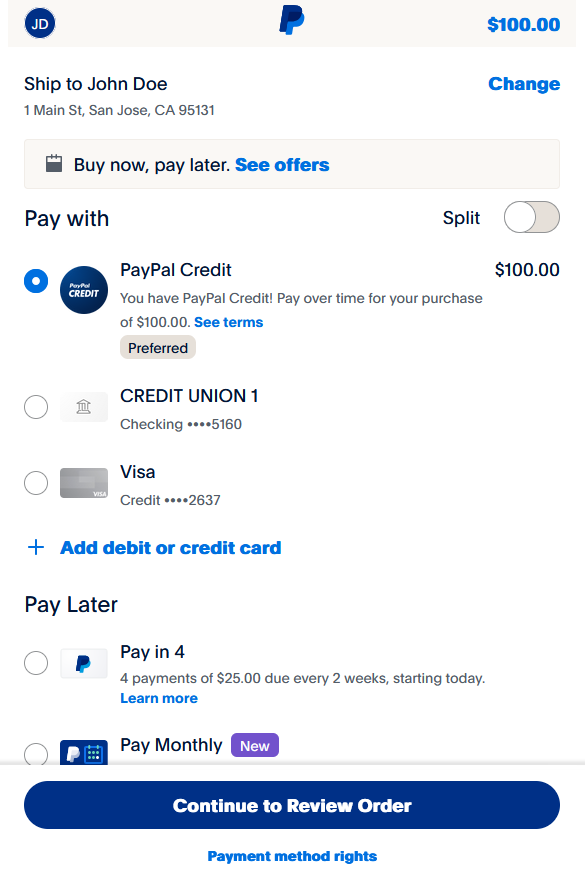 JD
$100.00
Ship to John Doe
Change
1 Main St, San Jose, CA 95131
Buy now, pay later. See offers
Pay with
Split
PayPal Credit
$100.00
PayPal
CREDIT
You have PayPal Credit! Pay over time for your purchase
of $100.00. See terms
Preferred
CREDIT UNION 1
Checking ••••5160
Visa
VISA
Credit ••••2637
+ Add debit or credit card
Pay Later
Pay in 4
4 payments of $25.00 due every 2 weeks, starting today.
Learn more
Pay Monthly New
Continue to Review Order
Payment method rights